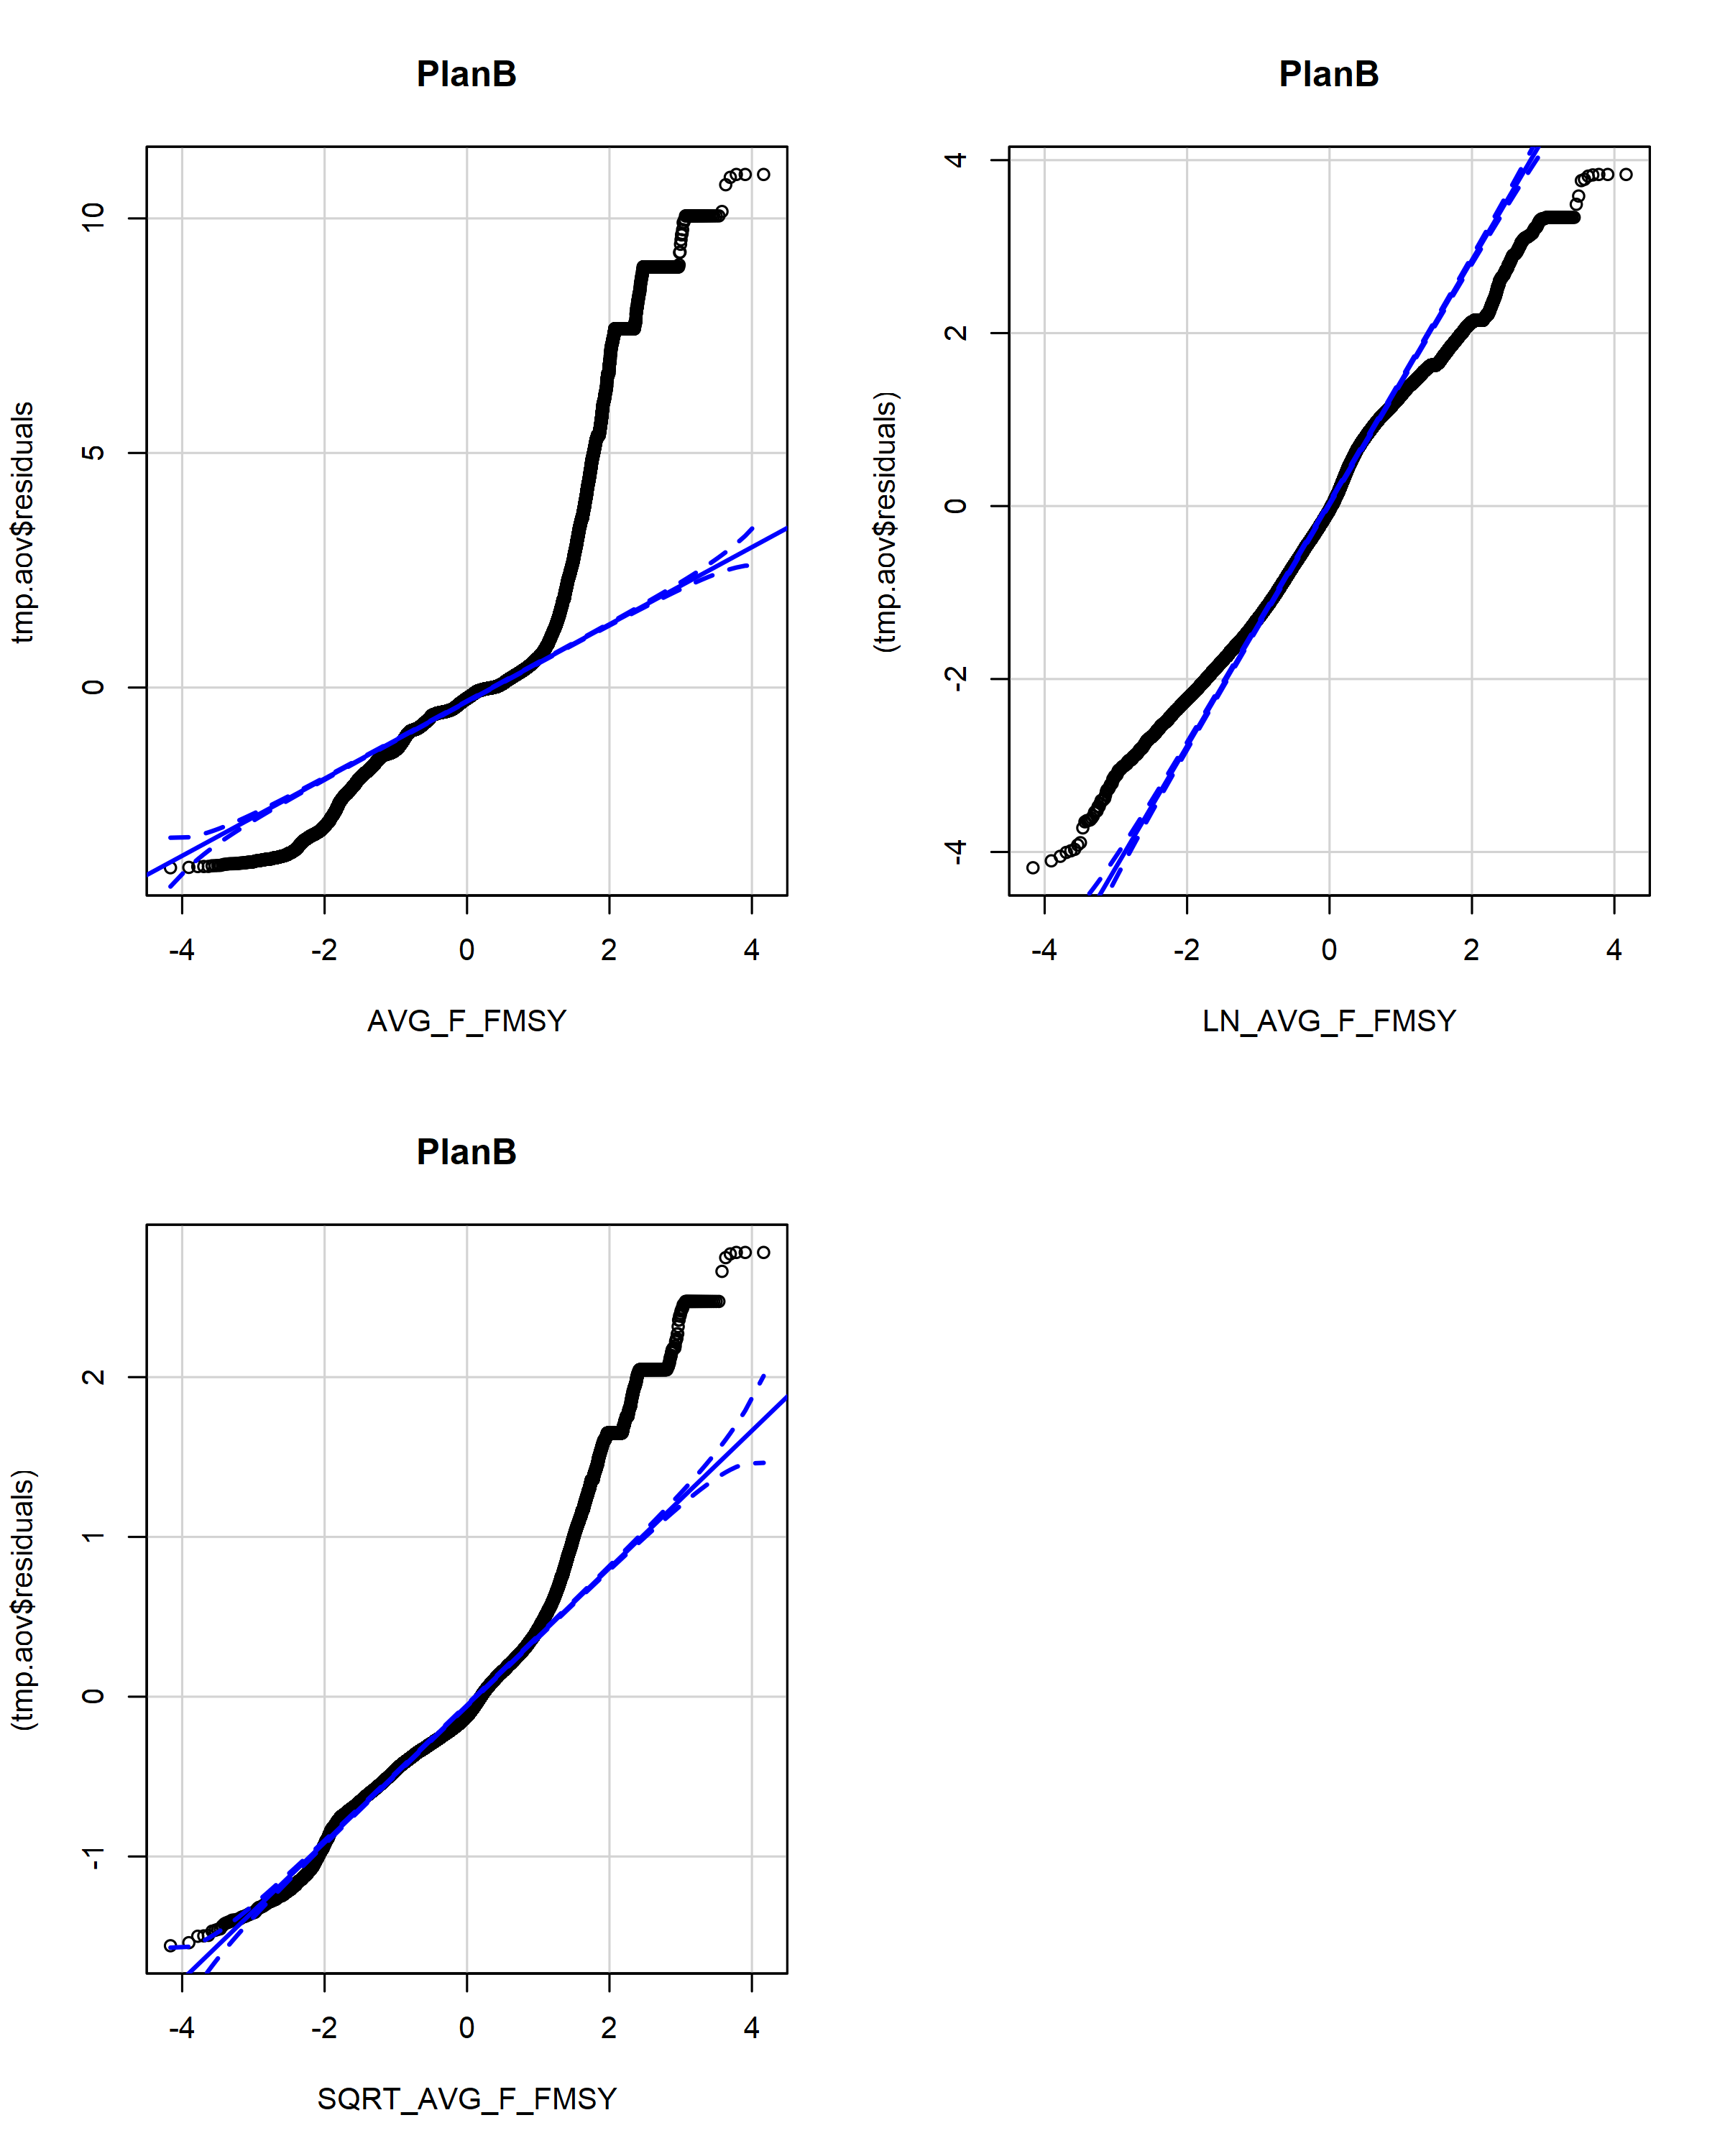 PlanB
tmp.aov$residuals
10
5
0
-4 -2 0 2 4
AVG_F_FMSY
PlanB
(tmp.aov$residuals)
4
2
0
-2
-4
-4 -2 0 2 4
LN_AVG_F_FMSY
PlanB
(tmp.aov$residuals)
2
1
0
-1
-4 -2 0 2 4
SQRT_AVG_F_FMSY